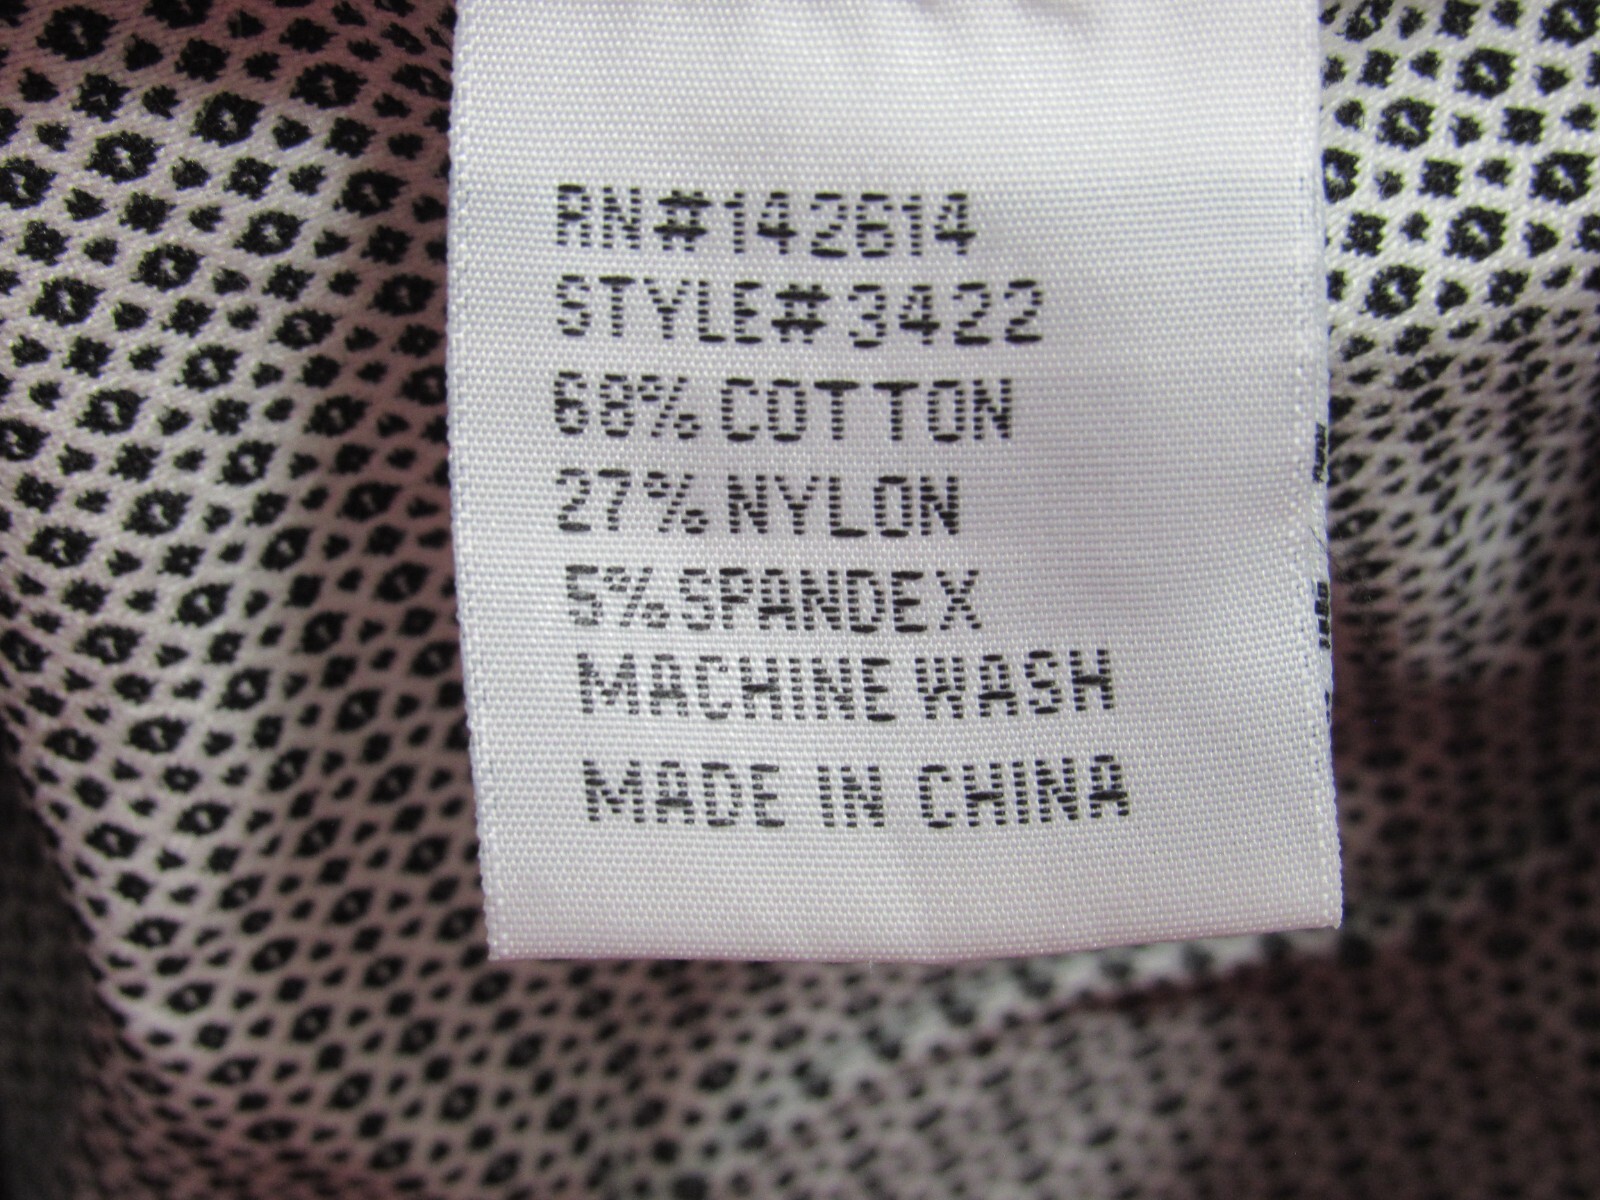 RN#142614
STYLE#3422
68% COTTON
27% NYLON
5% SPANDEX
MACHINE WASH
MADE IN CHINA